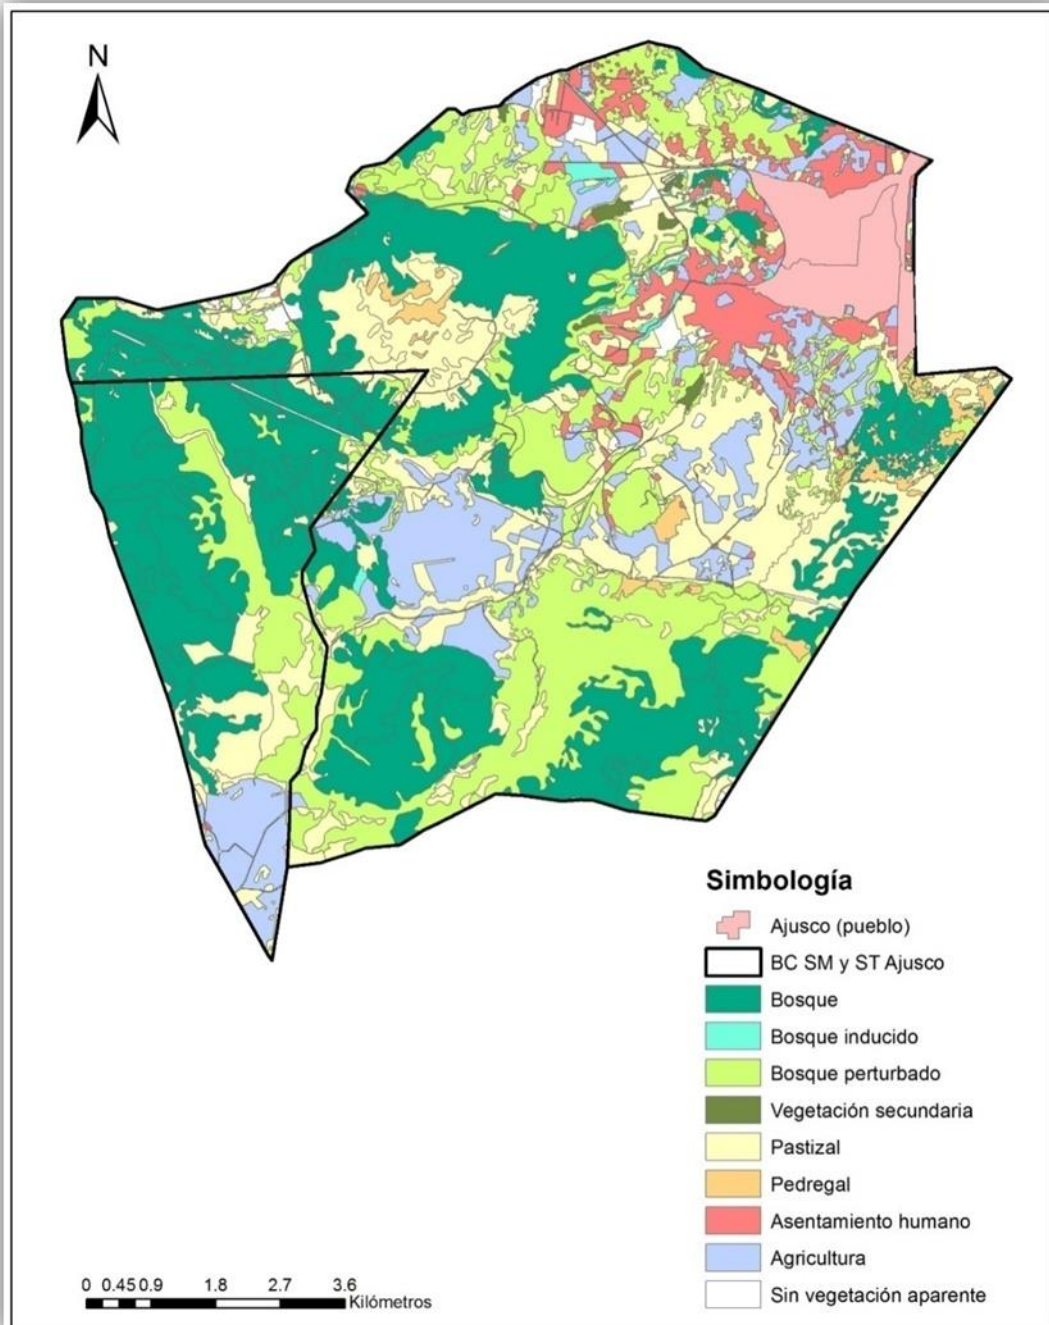 N
Simbología
Ajusco (pueblo)
BC SM y ST Ajusco
Bosque
Bosque inducido
Bosque perturbado
Vegetación secundaria
Pastizal
Pedregal
Asentamiento humano
Agricultura
Sin vegetación aparente
0 0.45 0.9 1.8 2.7 3.6
Kilómetros